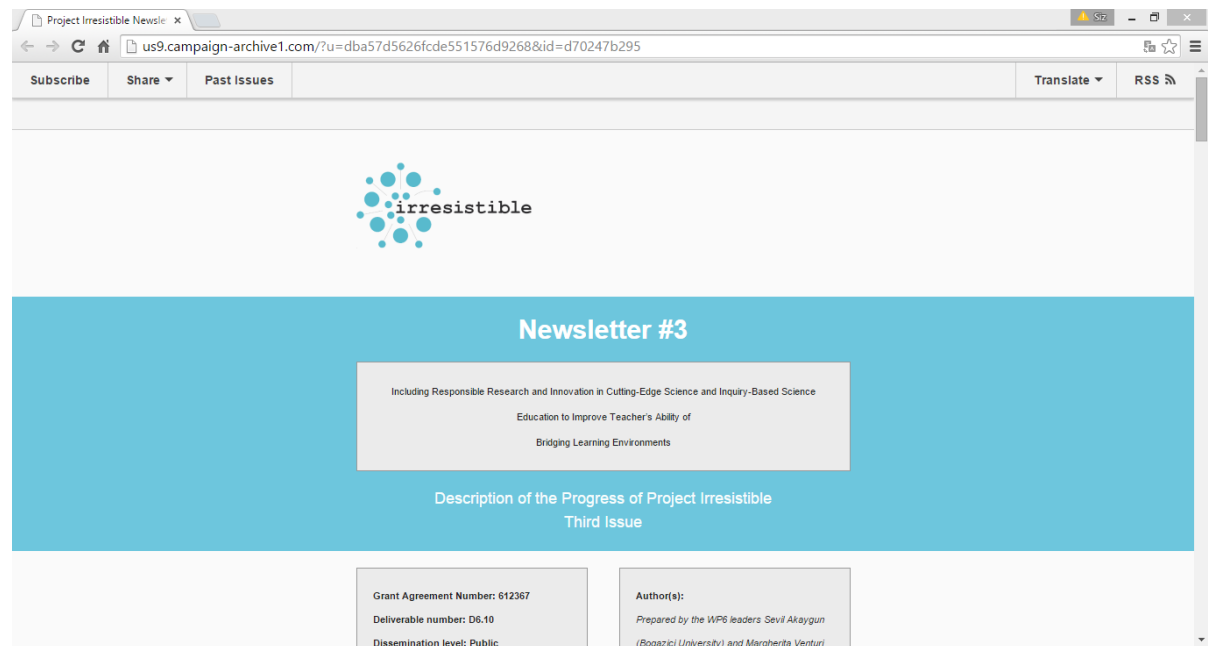 Project Irresistible Newsle
Siz
us9.campaign-archive1.com/?u=dba57d5626fcde551576d9268&id=d70247b295
Subscribe Share Past Issues Translate RSS
irresistible
Newsletter #3
Including Responsible Research and Innovation in Cutting-Edge Science and Inquiry-Based Science
Education to Improve Teacher's Ability of
Bridging Learning Environments
Description of the Progress of Project Irresistible
Third Issue
Grant Agreement Number: 612367
Deliverable number: D6.10
Dissemination level: Public
Author(s):
Prepared by the WP6 leaders Sevil Akaygun
(Bogazici University) and Margherita Venturi